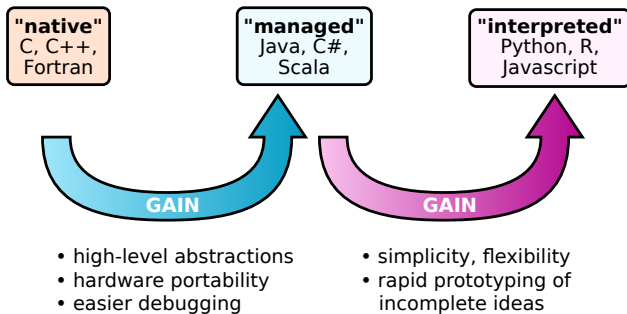 "native"
C, C++,
Fortran
"managed"
Java, C#,
Scala
"interpreted"
Python, R,
Javascript
GAIN
GAIN
• high-level abstractions
• hardware portability
• easier debugging
• simplicity, flexibility
• rapid prototyping of
incomplete ideas